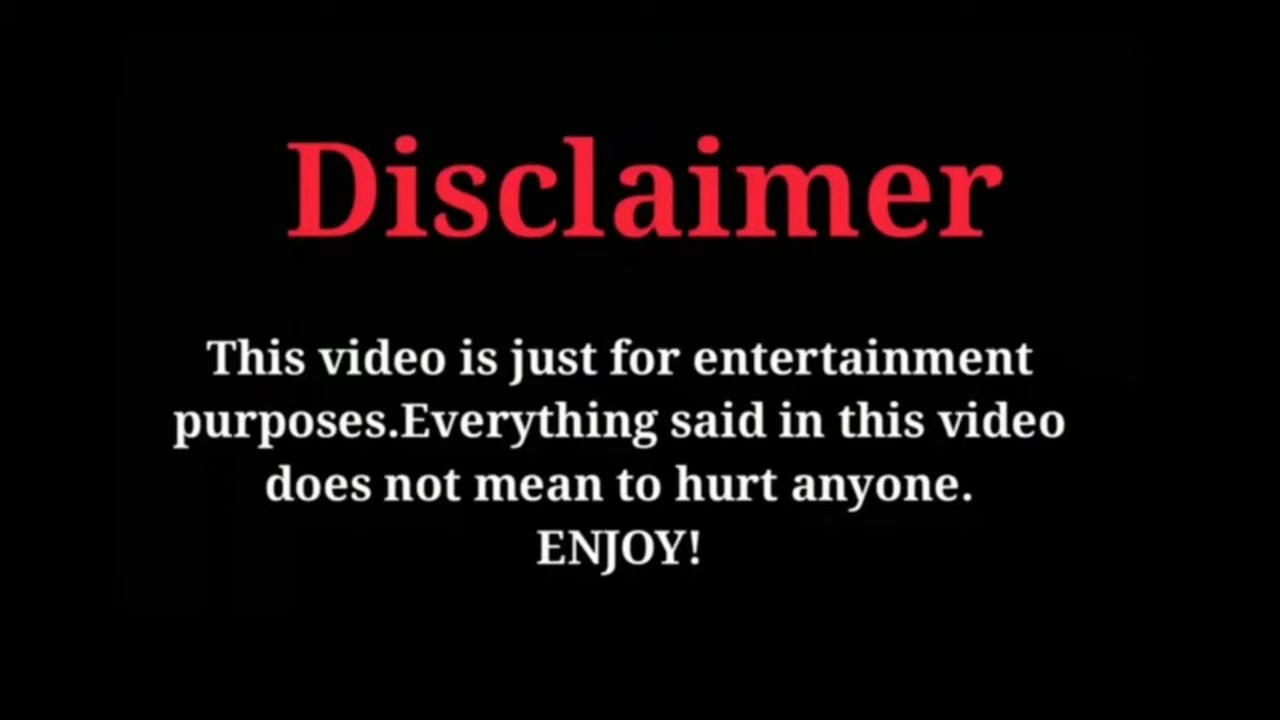 Disclaimer
This video is just for entertainment
purposes.Everything said in this video
does not mean to hurt anyone.
ENJOY!